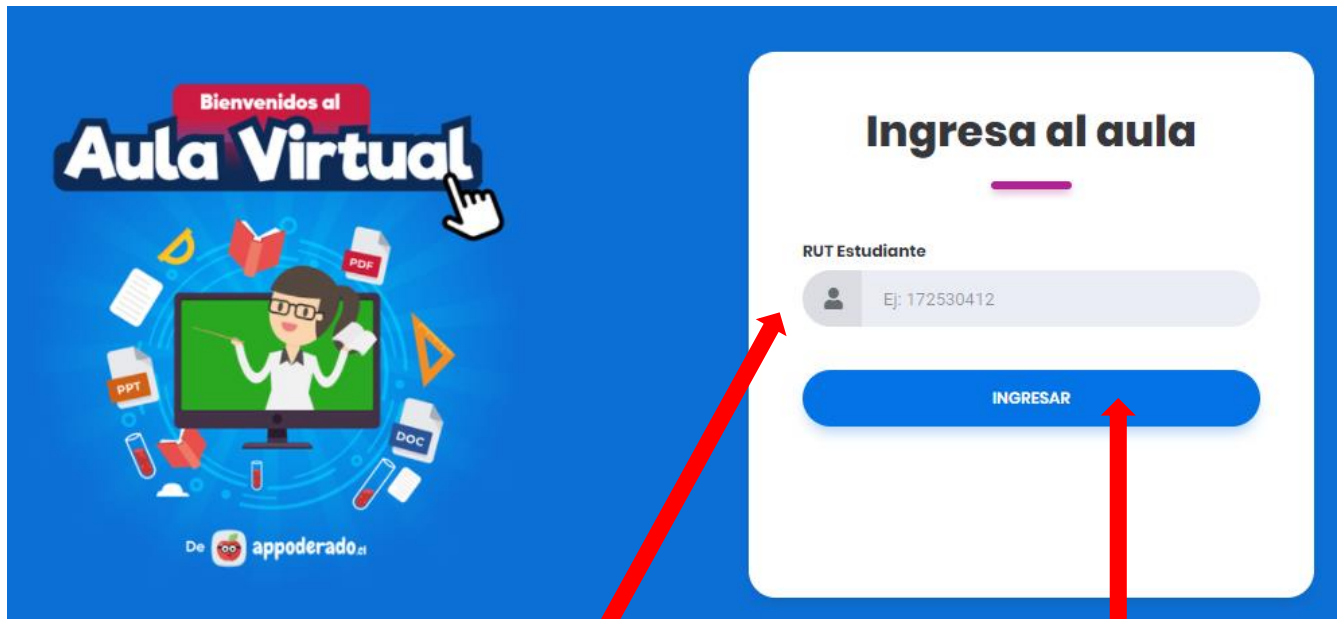 Bienvenidos al
Aula Virtual
PDF
PPT
DOC
De appoderado.cl
Ingresa al aula
RUT Estudiante
Ej: 172530412
INGRESAR